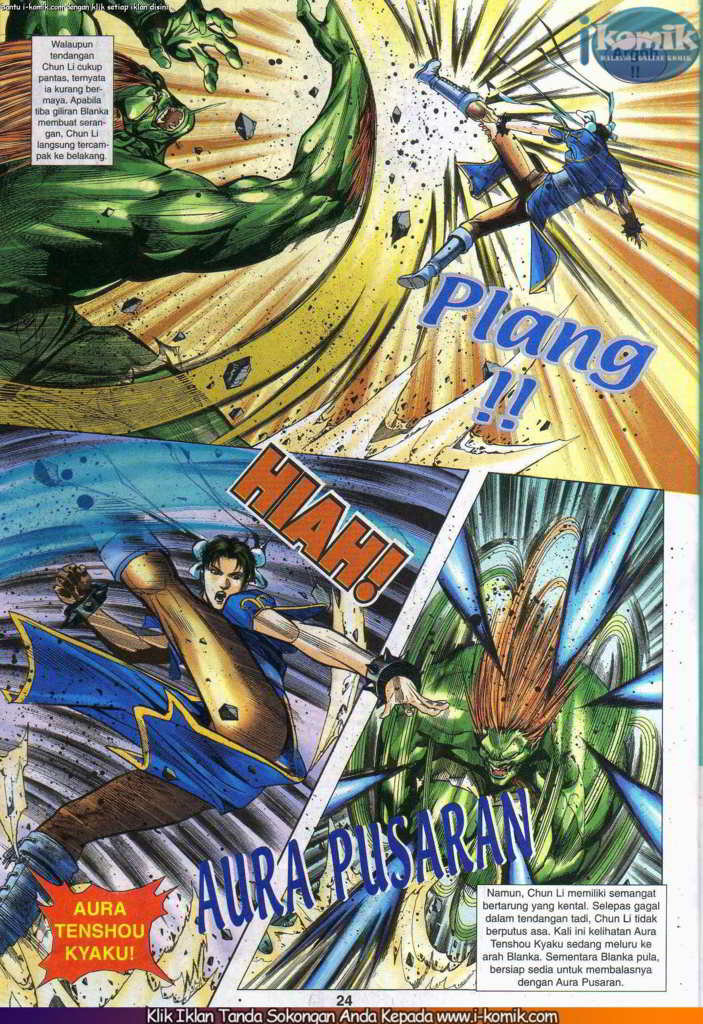 Bantu i-komik.com dengan klik setiap iklan disini
Walaupun
tendangan
Chun Li cukup
pantas, ternyata
ia kurang ber-
maya. Apabila
tiba giliran Blanka
membuat seran-
gan, Chun Li
langsung tercam-
pak ke belakang.
ikomik
MALAYSIA ONLINE KOMIK
!!
Plang
!!
HIAH!
AURA PUSARAN
AURA
TENSHOU
KYAKU!
Namun, Chun Li memiliki semangat
bertarung yang kental. Selepas gagal
dalam tendangan tadi, Chun Li tidak
berputus asa. Kali ini kelihatan Aura
Tenshou Kyaku sedang meluru ke
arah Blanka. Sementara Blanka pula,
bersiap sedia untuk membalasnya
dengan Aura Pusaran.
24
Klik Iklan Tanda Sokongan Anda Kepada www.i-komik.com